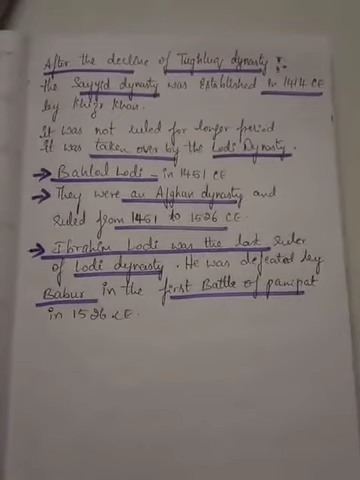 After the decline of Tughluq dynasty :-
the Sayyid dynasty was established in 1414 CE
by Khizr Khan.
It was not ruled for longer period
It was taken over by the Lodi Dynasty.
→ Bahlol Lodi - in 1451 CE
→ They were an Afghan dynasty and
ruled from 1451 to 1526 CE.
→ Ibrahim Lodi was the last ruler
of Lodi dynasty. He was defeated by
Babur in the first Battle of panipat
in 1526 CE.